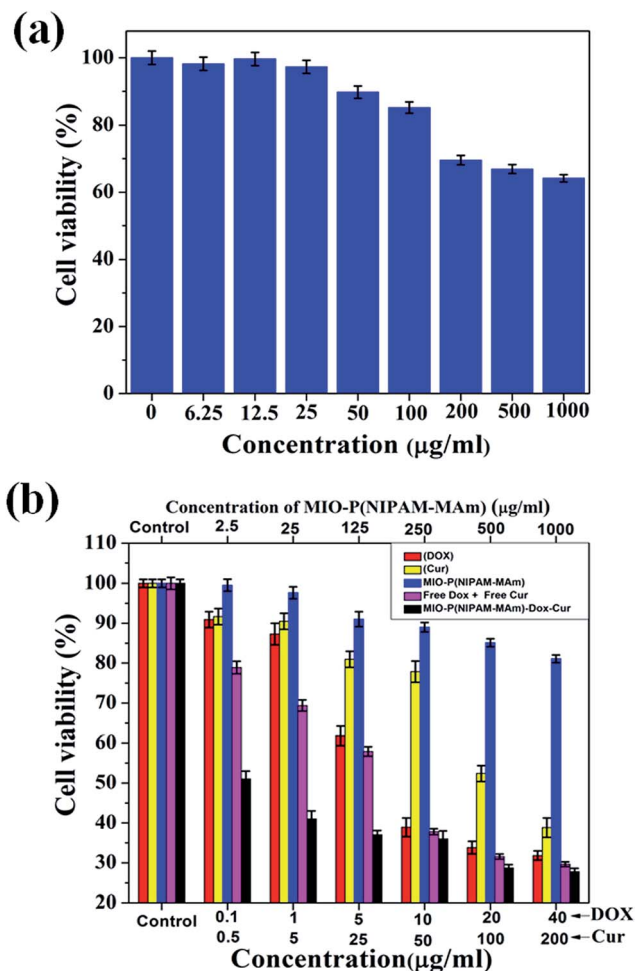 (a)
120
100
80
60
40
20
0
Cell viability (%)
0 6.25 12.5 25 50 100 200 500 1000
Concentration (µg/ml)
(b)
Concentration of MIO-P(NIPAM-MAm) (µg/ml)
Control 2.5 25 125 250 500 1000
110
100
90
80
70
60
50
40
30
20
Cell viability (%)
(DOX)
(Cur)
MIO-P(NIPAM-MAm)
Free Dox + Free Cur
MIO-P(NIPAM-MAm)-Dox-Cur
Control 0.1 1 5 10 20 40 DOX
0.5 5 25 50 100 200 Cur
Concentration(µg/ml)